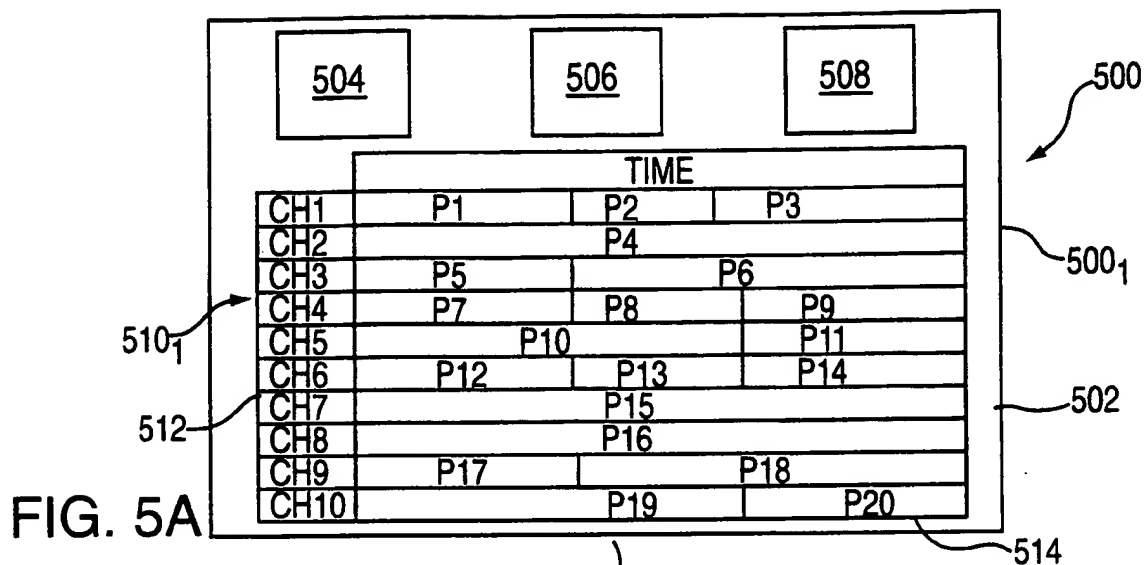 504 506 508
500
TIME
CH1 P1 P2 P3
CH2 P4
500₁
CH3 P5 P6
CH4 P7 P8 P9
510₁
CH5 P10 P11
CH6 P12 P13 P14
CH7 P15
502
512
CH8 P16
CH9 P17 P18
CH10 P19 P20
FIG. 5A
514